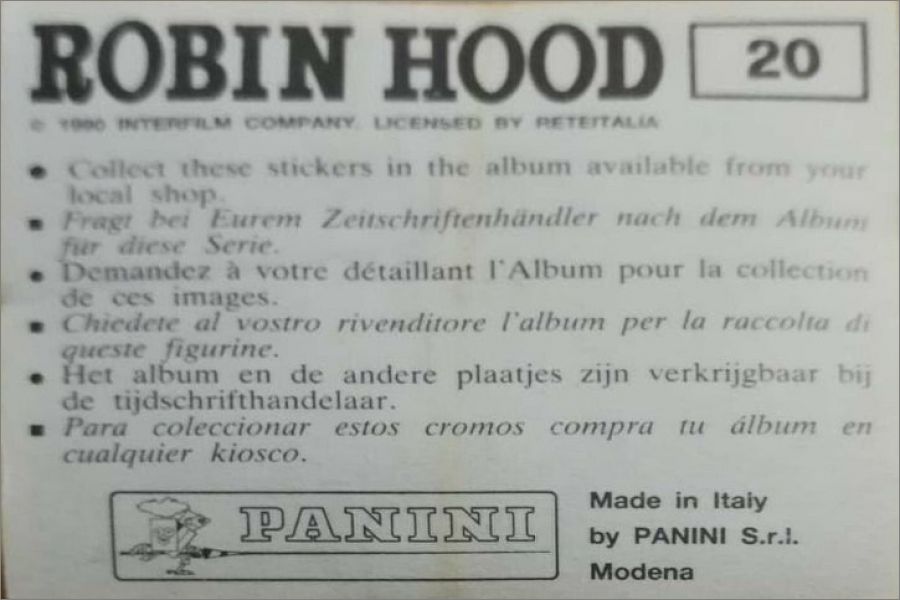 ROBIN HOOD 20
© 1990 INTERFILM COMPANY. LICENSED BY RETEITALIA
• Collect these stickers in the album available from your
local shop.
▪ Fragt bei Eurem Zeitschriftenhändler nach dem Album
für diese Serie.
• Demandez à votre détaillant l'Album pour la collection
de ces images.
▪ Chiedete al vostro rivenditore l'album per la raccolta di
queste figurine.
• Het album en de andere plaatjes zijn verkrijgbaar bij
de tijdschrifthandelaar.
▪ Para coleccionar estos cromos compra tu álbum en
cualquier kiosco.
PANINI
Made in Italy
by PANINI S.r.l.
Modena